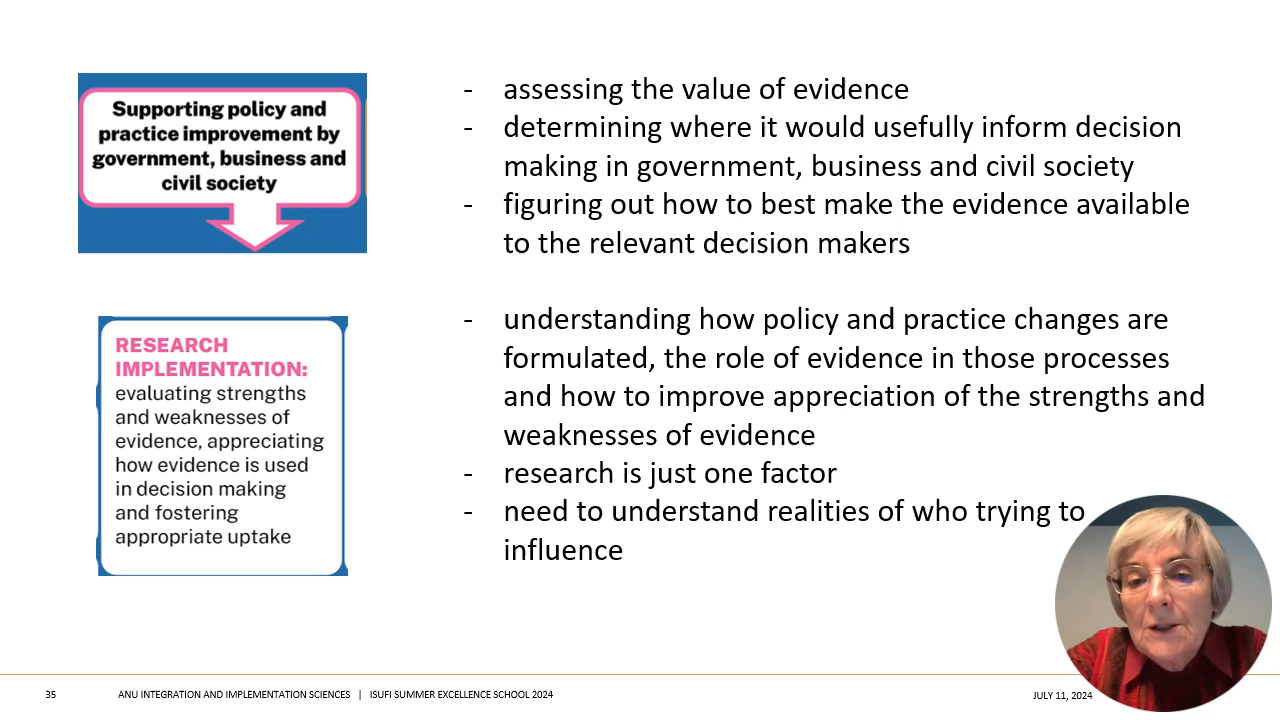 Supporting policy and
practice improvement by
government, business and
civil society
- assessing the value of evidence
- determining where it would usefully inform decision
making in government, business and civil society
- figuring out how to best make the evidence available
to the relevant decision makers
RESEARCH
IMPLEMENTATION:
evaluating strengths
and weaknesses of
evidence, appreciating
how evidence is used
in decision making
and fostering
appropriate uptake
- understanding how policy and practice changes are
formulated, the role of evidence in those processes
and how to improve appreciation of the strengths and
weaknesses of evidence
- research is just one factor
- need to understand realities of who trying to
influence
35 ANU INTEGRATION AND IMPLEMENTATION SCIENCES | ISUFI SUMMER EXCELLENCE SCHOOL 2024 JULY 11, 2024